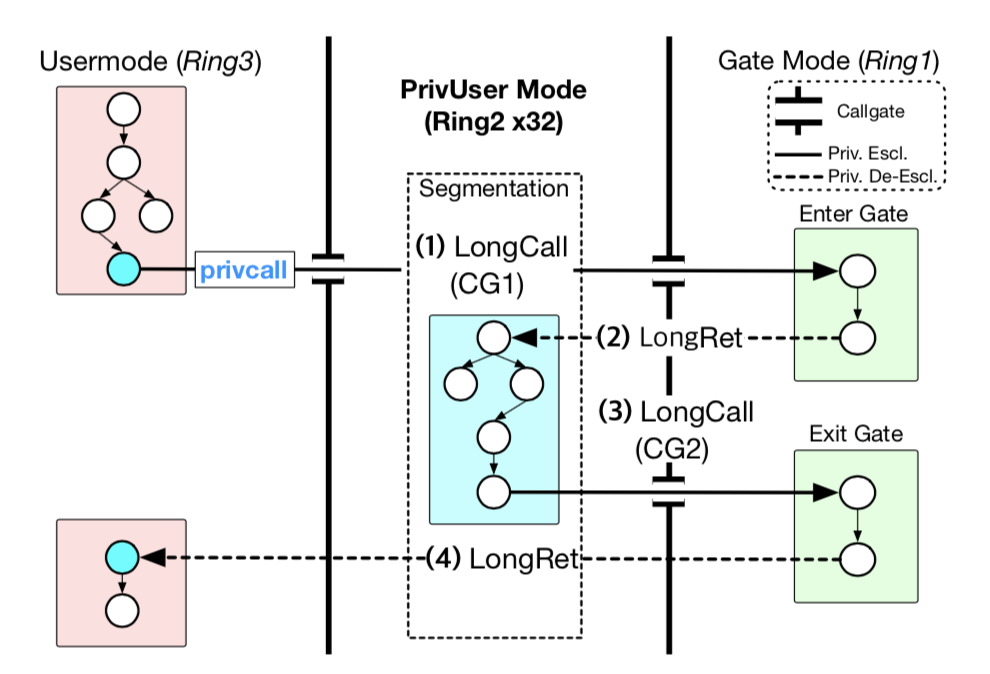 Usermode (Ring3)
PrivUser Mode
(Ring2 x32)
Gate Mode (Ring1)
Callgate
Priv. Escl.
Priv. De-Escl.
Segmentation
Enter Gate
privcall
(1) LongCall
(CG1)
(2) LongRet
(3) LongCall
(CG2)
Exit Gate
(4) LongRet